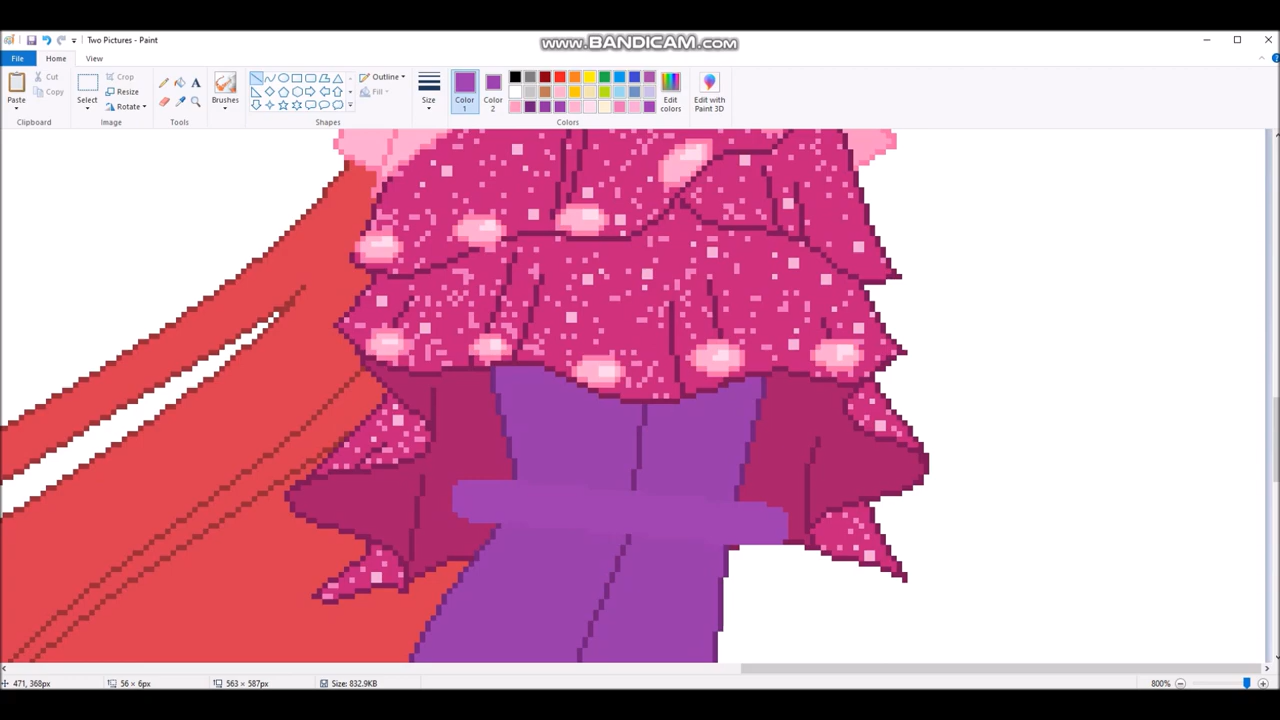 Two Pictures - Paint
www.BANDICAM.com
File
Home
View
Paste
Cut
Copy
Clipboard
Select
Crop
Resize
Rotate
Image
Tools
Brushes
Shapes
Outline
Fill
Size
Color 1
Color 2
Edit colors
Colors
Edit with Paint 3D
471, 368px
56 × 6px
563 × 587px
Size: 832.9KB
800%